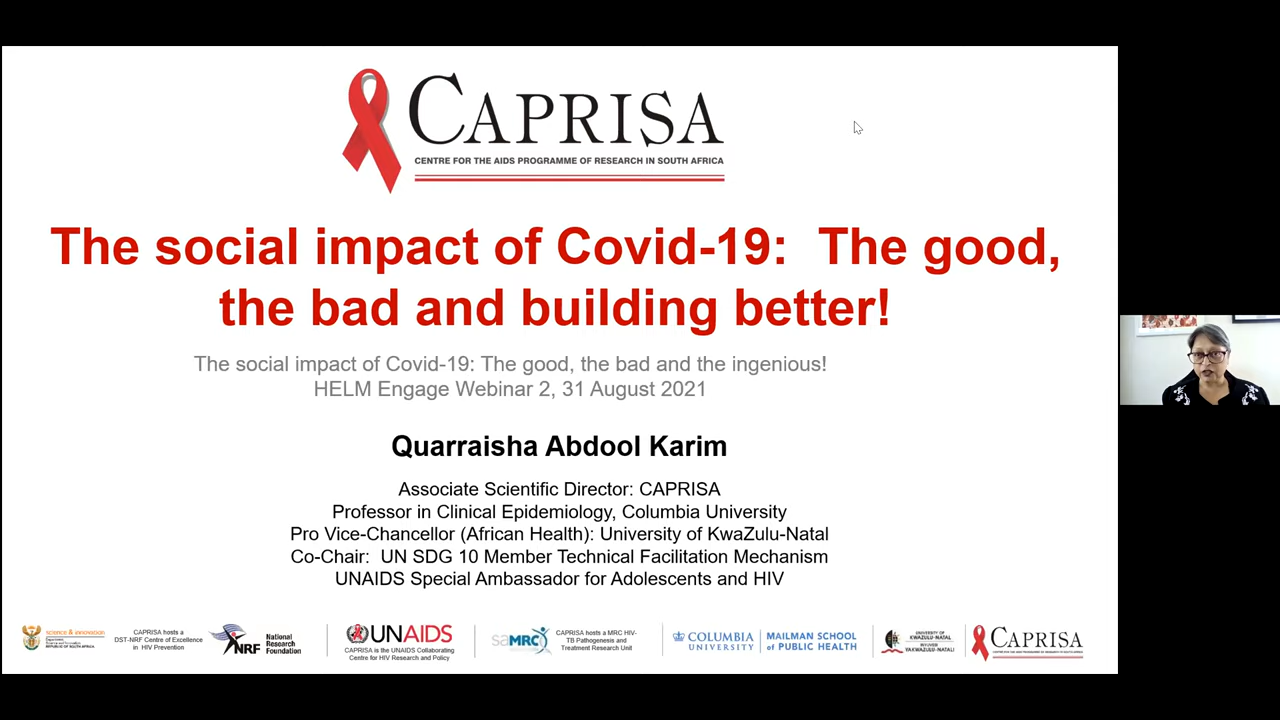 CAPRISA
CENTRE FOR THE AIDS PROGRAMME OF RESEARCH IN SOUTH AFRICA
The social impact of Covid-19: The good,
the bad and building better!
The social impact of Covid-19: The good, the bad and the ingenious!
HELM Engage Webinar 2, 31 August 2021
Quarraisha Abdool Karim
Associate Scientific Director: CAPRISA
Professor in Clinical Epidemiology, Columbia University
Pro Vice-Chancellor (African Health): University of KwaZulu-Natal
Co-Chair: UN SDG 10 Member Technical Facilitation Mechanism
UNAIDS Special Ambassador for Adolescents and HIV
science & innovation
REPUBLIC OF SOUTH AFRICA
CAPRISA hosts a
DST-NRF Centre of Excellence
in HIV Prevention
NRF
National
Research
Foundation
UNAIDS
CAPRISA is the UNAIDS Collaborating
Centre for HIV Research and Policy
saMRC
CAPRISA hosts a MRC HIV-
TB Pathogenesis and
Treatment Research Unit
COLUMBIA
UNIVERSITY
MAILMAN SCHOOL
of PUBLIC HEALTH
UNIVERSITY OF
KWAZULU-NATAL
INYUVESI
YAKWAZULU-NATALI
CAPRISA
CENTRE FOR THE AIDS PROGRAMME OF RESEARCH IN SOUTH AFRICA